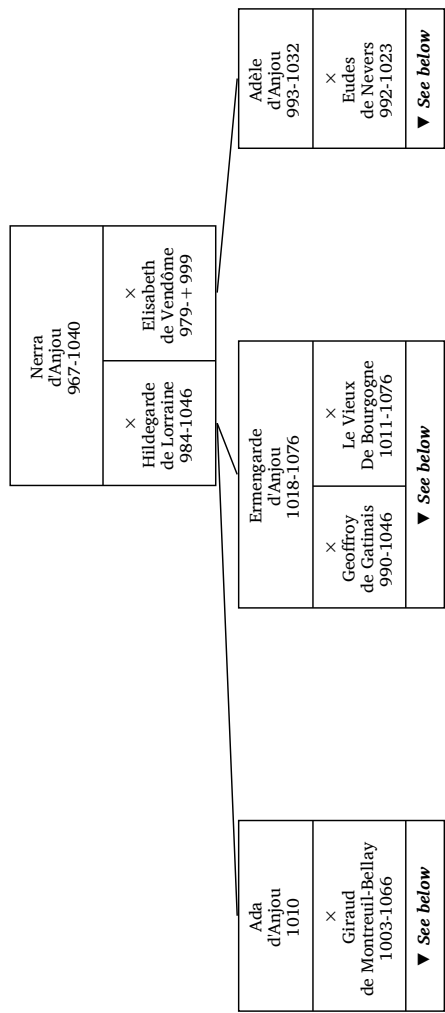 Nerra
d'Anjou
967-1040
×
Hildegarde
de Lorraine
984-1046
×
Elisabeth
de Vendôme
979-+999
Ada
d'Anjou
1010
×
Giraud
de Montreuil-Bellay
1003-1066
▼ See below
Ermengarde
d'Anjou
1018-1076
×
Geoffroy
de Gatinais
990-1046
×
Le Vieux
De Bourgogne
1011-1076
▼ See below
Adèle
d'Anjou
993-1032
×
Eudes
de Nevers
992-1023
▼ See below